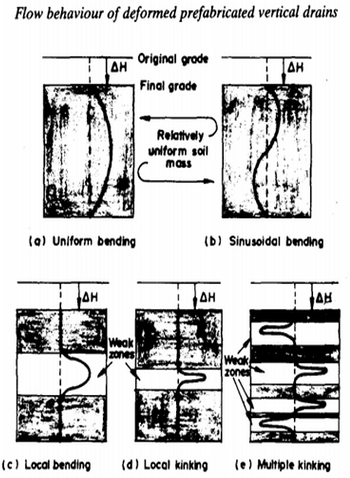 Flow behaviour of deformed prefabricated vertical drains
Original grade
ΔH
ΔH
Final grade
Relatively
uniform soil
mass
(a) Uniform bending
(b) Sinusoidal bending
ΔH
ΔH
ΔH
Weak
zones
Weak
zones
(c) Local bending
(d) Local kinking
(e) Multiple kinking